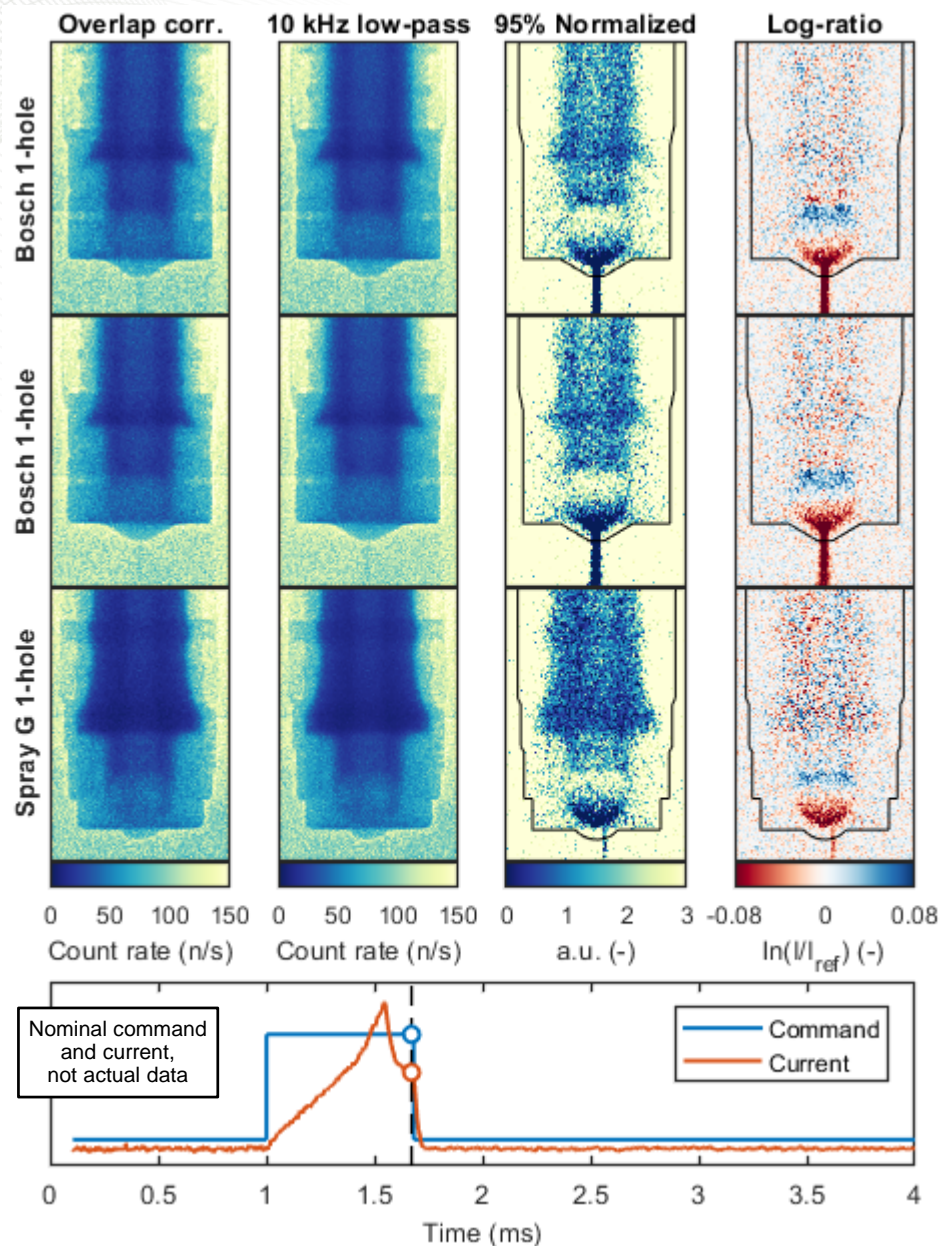 Overlap corr. 10 kHz low-pass 95% Normalized Log-ratio
Bosch 1-hole
Bosch 1-hole
Spray G 1-hole
0 50 100 150 0 50 100 150 0 1 2 3 -0.08 0 0.08
Count rate (n/s) Count rate (n/s) a.u. (-) ln(I/I_ref) (-)
Nominal command
and current,
not actual data
Command
Current
0 0.5 1 1.5 2 2.5 3 3.5 4
Time (ms)